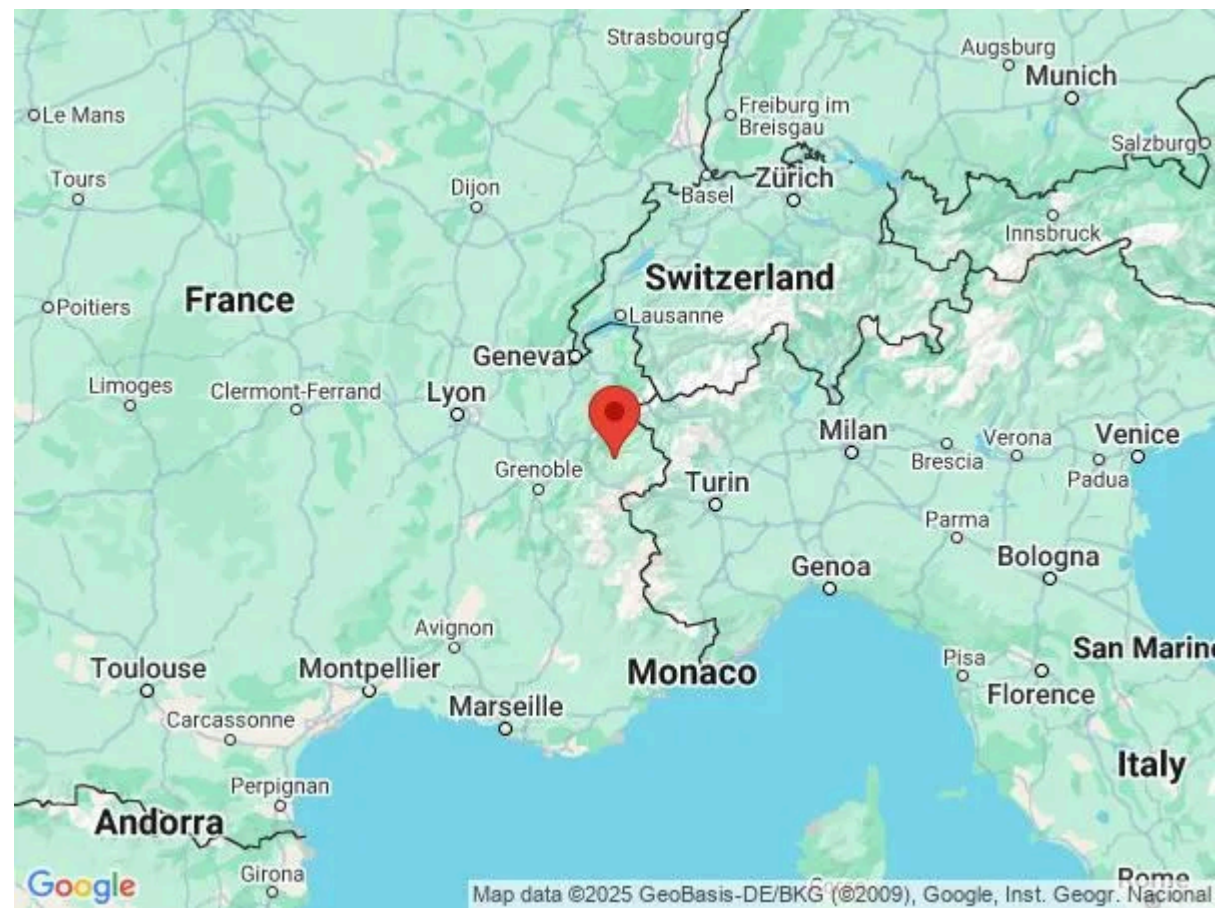 Strasbourg
Augsburg
Munich
Le Mans
Freiburg im
Breisgau
Salzburg
Tours
Dijon
Basel
Zürich
Innsbruck
Switzerland
France
Poitiers
Lausanne
Geneva
Limoges
Clermont-Ferrand
Lyon
Milan
Verona
Venice
Brescia
Padua
Grenoble
Turin
Parma
Genoa
Bologna
Avignon
San Marino
Toulouse
Montpellier
Monaco
Pisa
Florence
Marseille
Carcassonne
Italy
Perpignan
Andorra
Girona
Rome
Google
Map data ©2025 GeoBasis-DE/BKG (©2009), Google, Inst. Geogr. Nacional